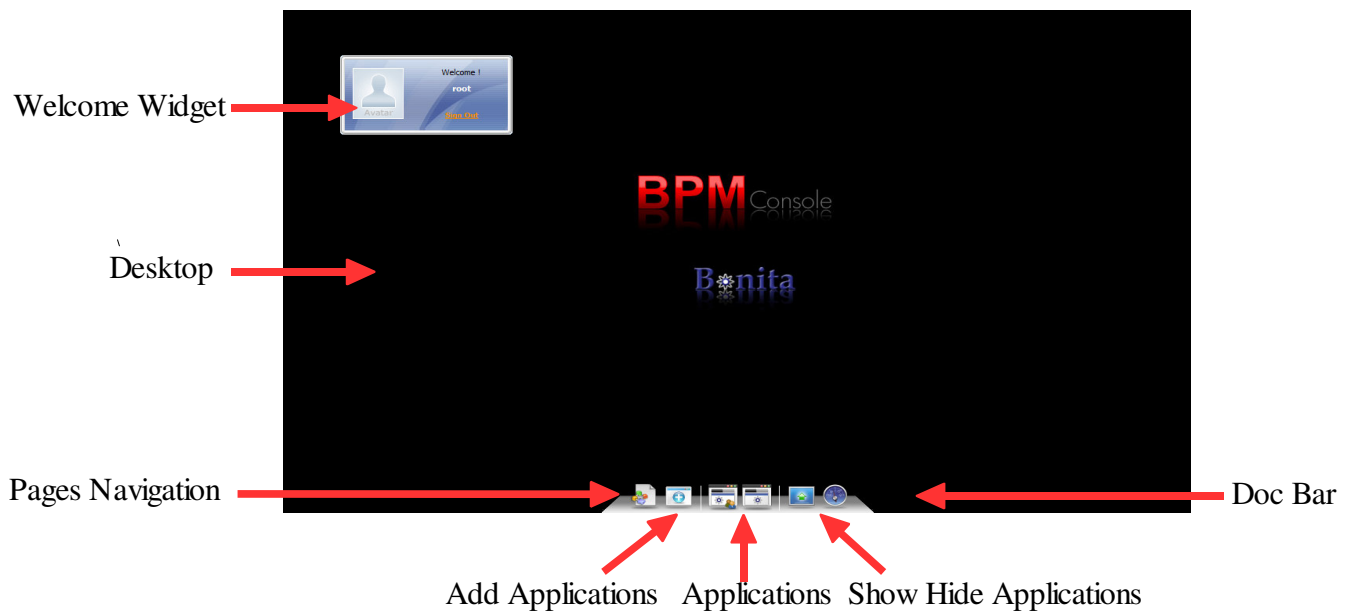 Welcome !
root
Avatar
Sign Out
Welcome Widget
BPM Console
Desktop
Bonita
Pages Navigation
Doc Bar
Add Applications Applications Show Hide Applications